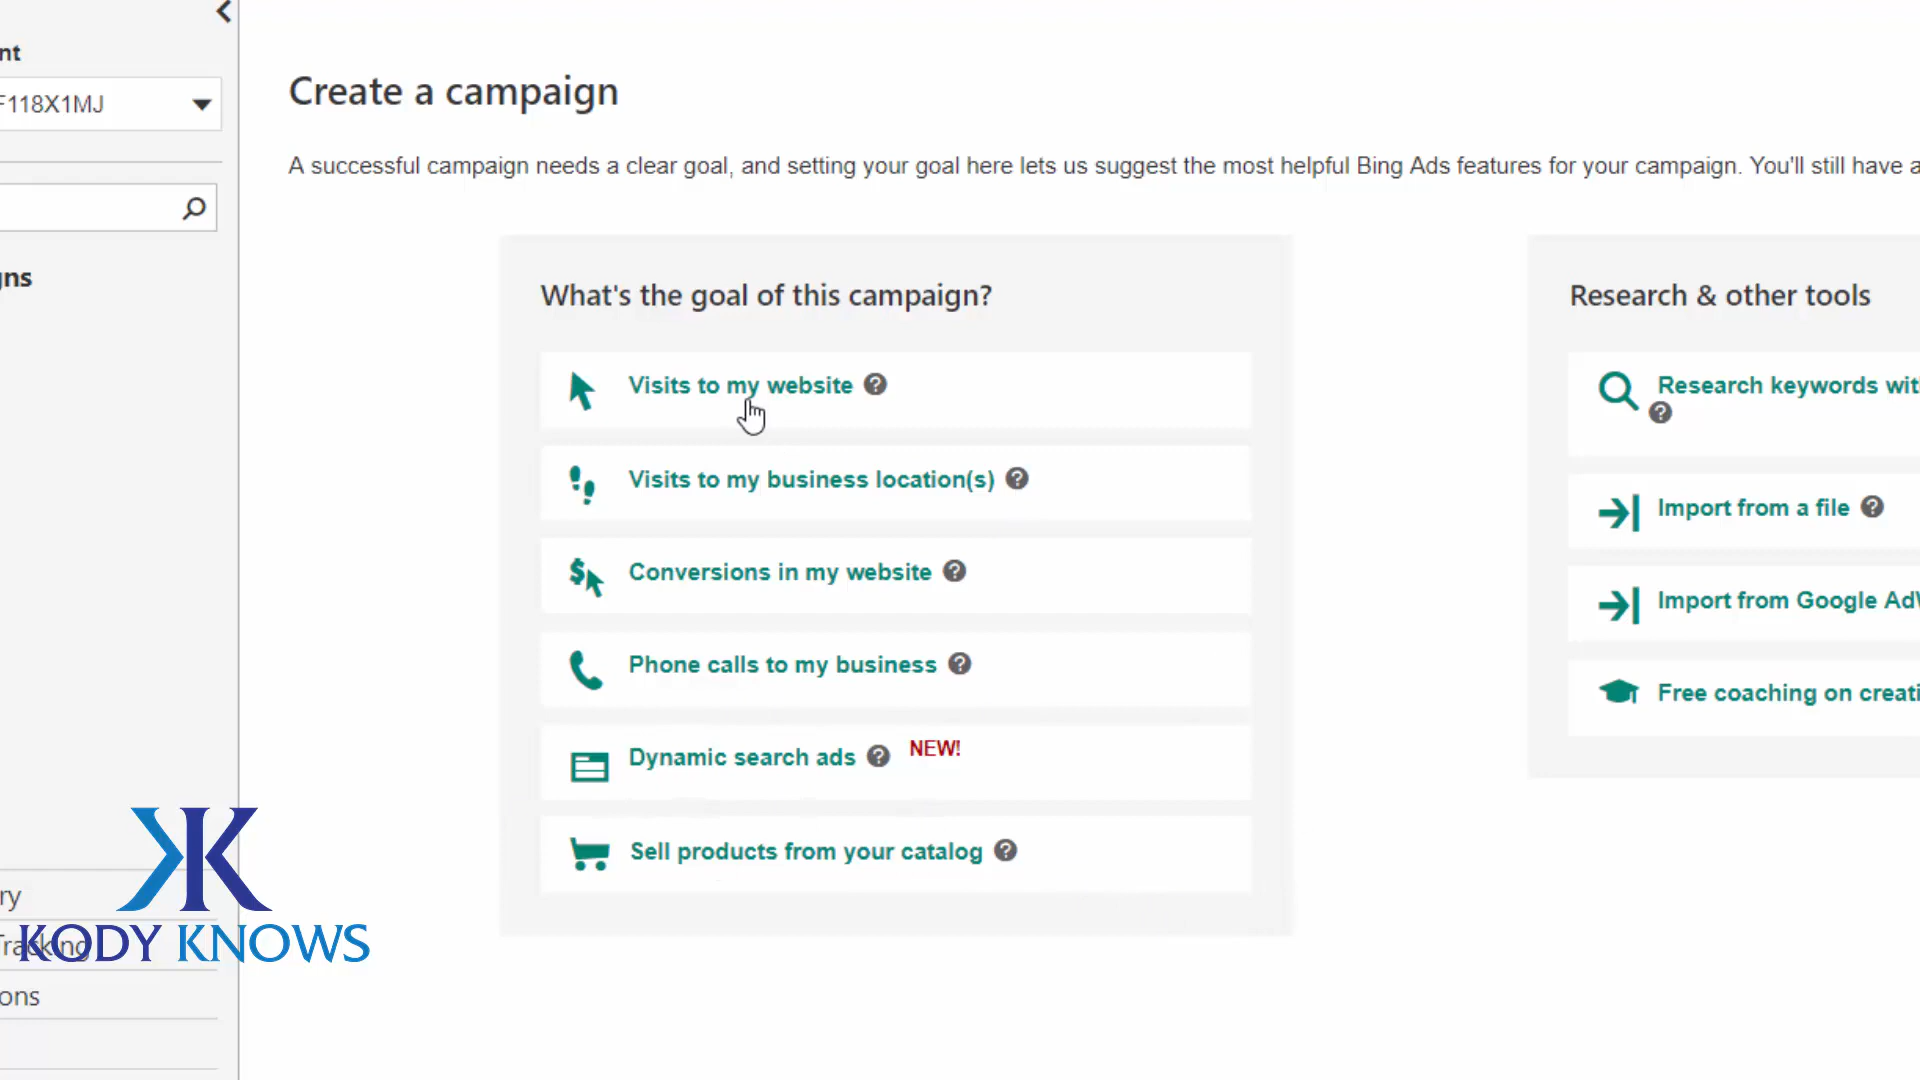 nt
F118X1MJ
gns
ry
Tracking
ons
Create a campaign
A successful campaign needs a clear goal, and setting your goal here lets us suggest the most helpful Bing Ads features for your campaign. You'll still have a
What's the goal of this campaign?
Visits to my website ?
Visits to my business location(s) ?
Conversions in my website ?
Phone calls to my business ?
Dynamic search ads ? NEW!
Sell products from your catalog ?
Research & other tools
Research keywords wit
?
Import from a file ?
Import from Google AdW
Free coaching on creati
KK
KODY KNOWS